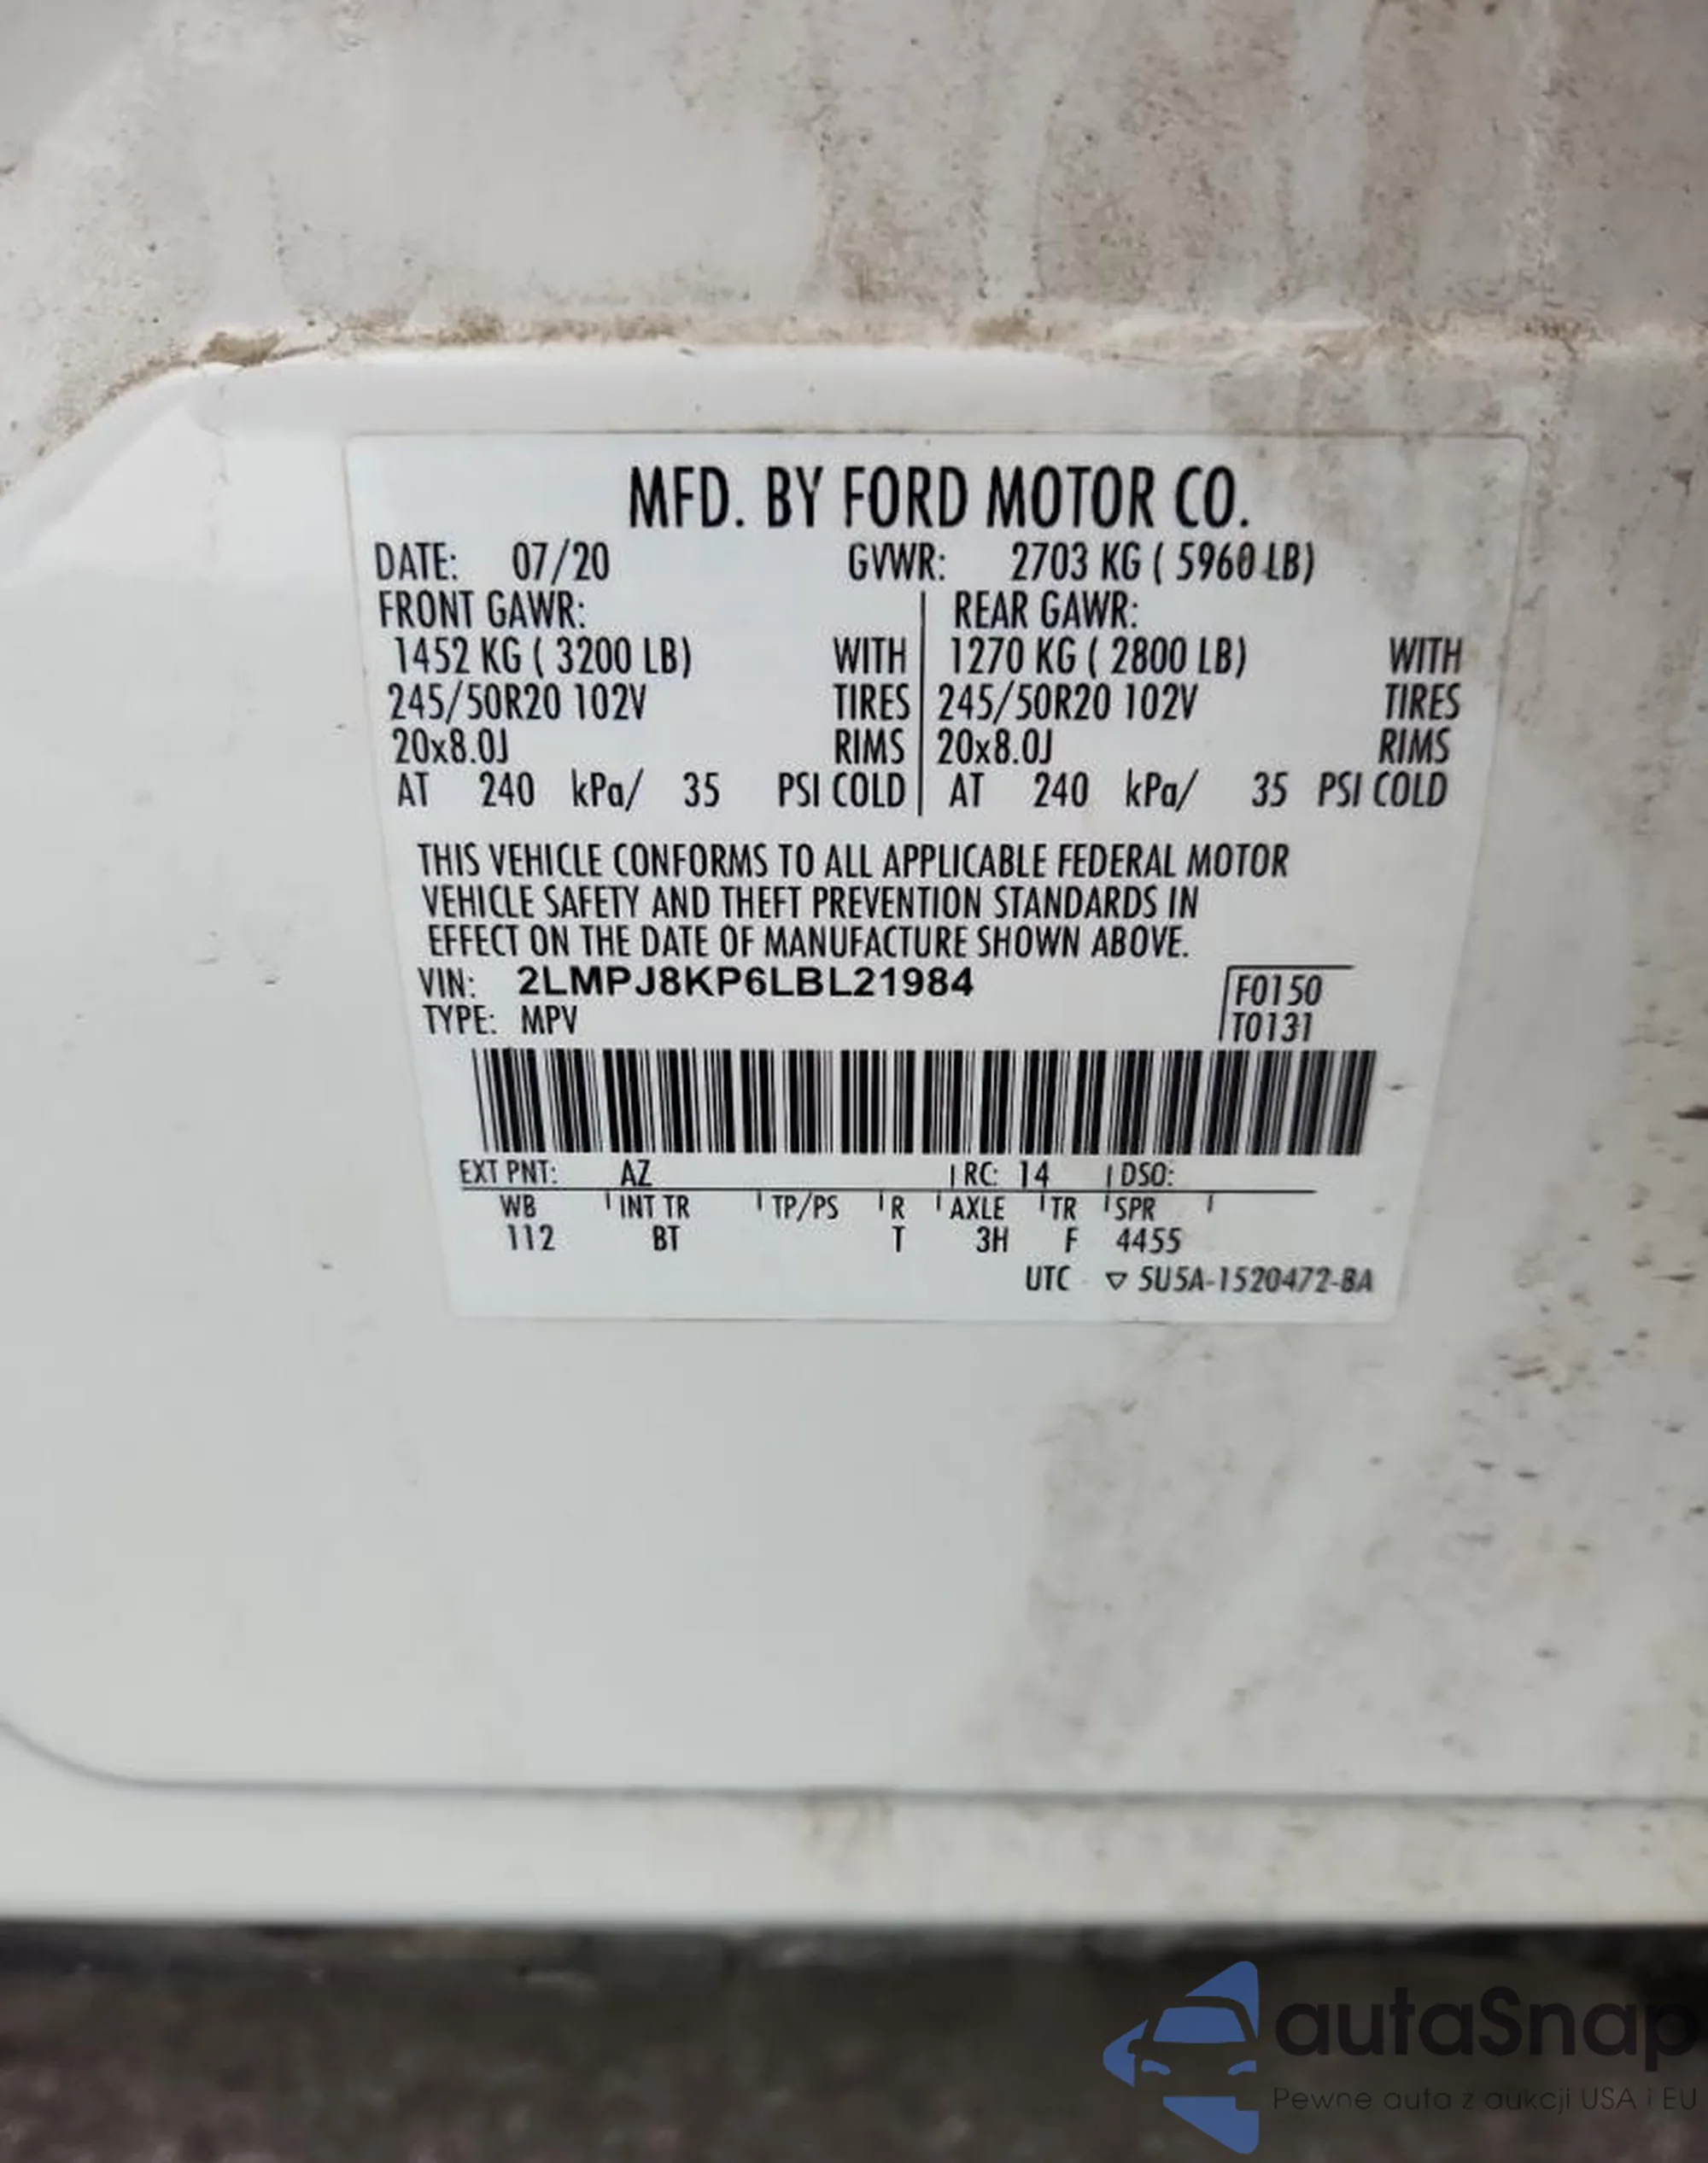 MFD. BY FORD MOTOR CO.
DATE: 07/20 GVWR: 2703 KG ( 5960 LB)
FRONT GAWR: REAR GAWR:
1452 KG ( 3200 LB) WITH 1270 KG ( 2800 LB) WITH
245/50R20 102V TIRES 245/50R20 102V TIRES
20x8.0J RIMS 20x8.0J RIMS
AT 240 kPa/ 35 PSI COLD AT 240 kPa/ 35 PSI COLD
THIS VEHICLE CONFORMS TO ALL APPLICABLE FEDERAL MOTOR
VEHICLE SAFETY AND THEFT PREVENTION STANDARDS IN
EFFECT ON THE DATE OF MANUFACTURE SHOWN ABOVE.
VIN: 2LMPJ8KP6LBL21984 F0150
TYPE: MPV T0131
EXT PNT: AZ RC: 14 DSO:
WB INT TR TP/PS R AXLE TR SPR
112 BT T 3H F 4455
UTC ▽ 5U5A-1520472-BA
autaSnap
Pewne auta z aukcji USA i EU